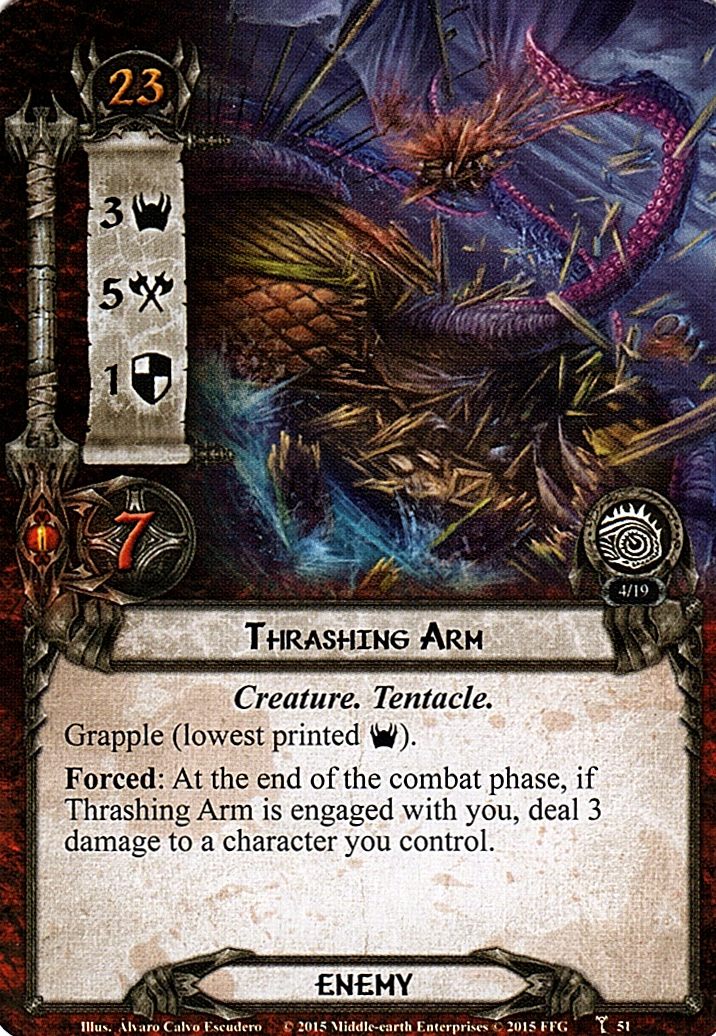 23
3
5
1
7
4/19
Thrashing Arm
Creature. Tentacle.
Grapple (lowest printed ).
Forced: At the end of the combat phase, if
Thrashing Arm is engaged with you, deal 3
damage to a character you control.
ENEMY
Illus. Álvaro Calvo Escudero © 2015 Middle-earth Enterprises © 2015 FFG 51